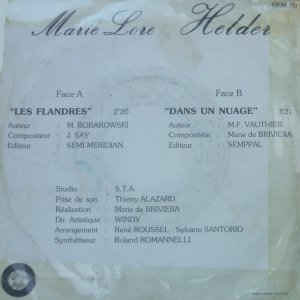 SEM 20
Marie Lore Helder
Face A Face B
"LES FLANDRES" 2'20 "DANS UN NUAGE" 3'21
Auteur : M. ROBAKOWSKI Auteur : M.F. VAUTHIER
Compositeur : J. SAY Compositeur : Marie de BRIVIERA
Editeur : SEMI-MERIDIAN Editeur : SEMPPAL
Studio : S.T.A.
Prise de son : Thierry ALAZARD
Réalisation : Marie de BRIVIERA
Dir. Artistique : WINDY
Arrangement : René ROUSSEL - Sylvano SANTORIO
Synthétiseur : Roland ROMANNELLI